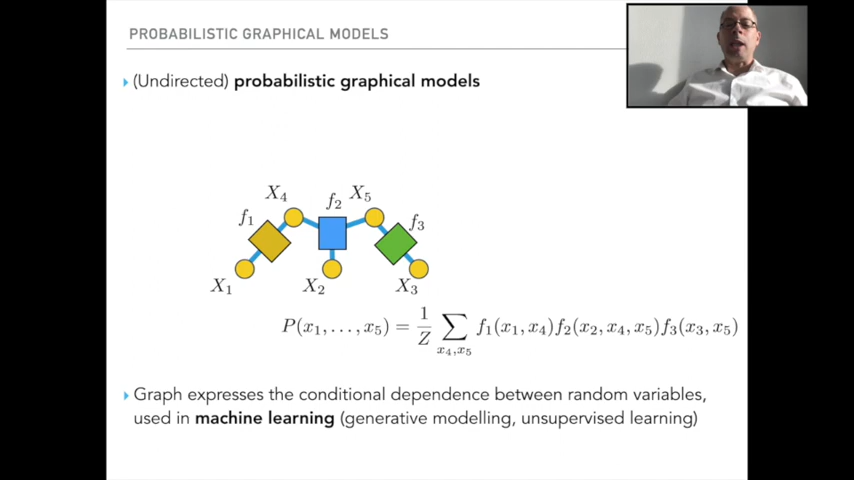 PROBABILISTIC GRAPHICAL MODELS
(Undirected) probabilistic graphical models
X₄ f₂ X₅
f₁ f₃
X₁ X₂ X₃
P(x₁, . . . , x₅) = 1/Z ∑_{x₄,x₅} f₁(x₁, x₄)f₂(x₂, x₄, x₅)f₃(x₃, x₅)
Graph expresses the conditional dependence between random variables,
used in machine learning (generative modelling, unsupervised learning)